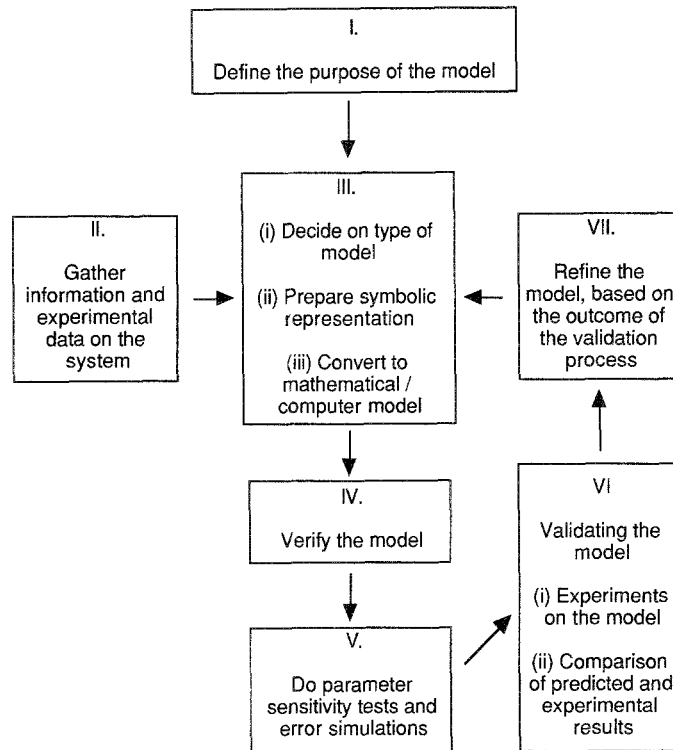 I.
Define the purpose of the model
II.
Gather
information and
experimental
data on the
system
III.
(i) Decide on type of
model
(ii) Prepare symbolic
representation
(iii) Convert to
mathematical /
computer model
IV.
Verify the model
V.
Do parameter
sensitivity tests and
error simulations
VI
Validating the
model
(i) Experiments
on the model
(ii) Comparison
of predicted and
experimental
results
VII.
Refine the
model, based on
the outcome of
the validation
process